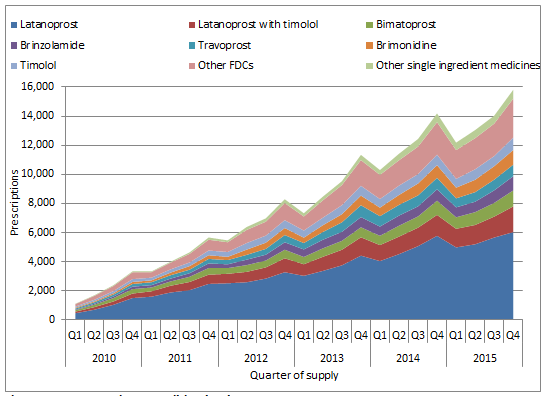 Latanoprost Latanoprost with timolol Bimatoprost
Brinzolamide Travoprost Brimonidine
Timolol Other FDCs Other single ingredient medicines
16,000
14,000
12,000
10,000
8,000
6,000
4,000
2,000
0
Prescriptions
Q1 Q2 Q3 Q4 Q1 Q2 Q3 Q4 Q1 Q2 Q3 Q4 Q1 Q2 Q3 Q4 Q1 Q2 Q3 Q4 Q1 Q2 Q3 Q4
2010 2011 2012 2013 2014 2015
Quarter of supply